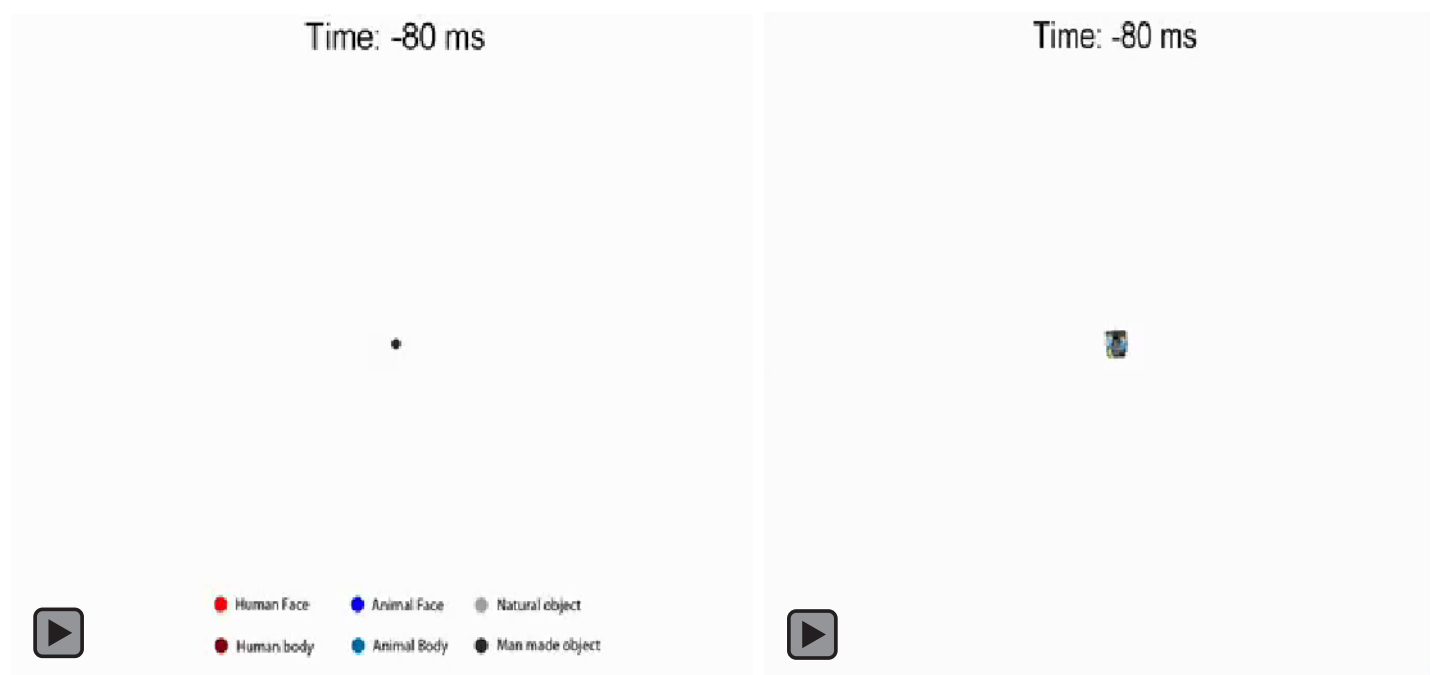 Time: -80 ms
Time: -80 ms
Human Face Animal Face Natural object
Human body Animal Body Man made object